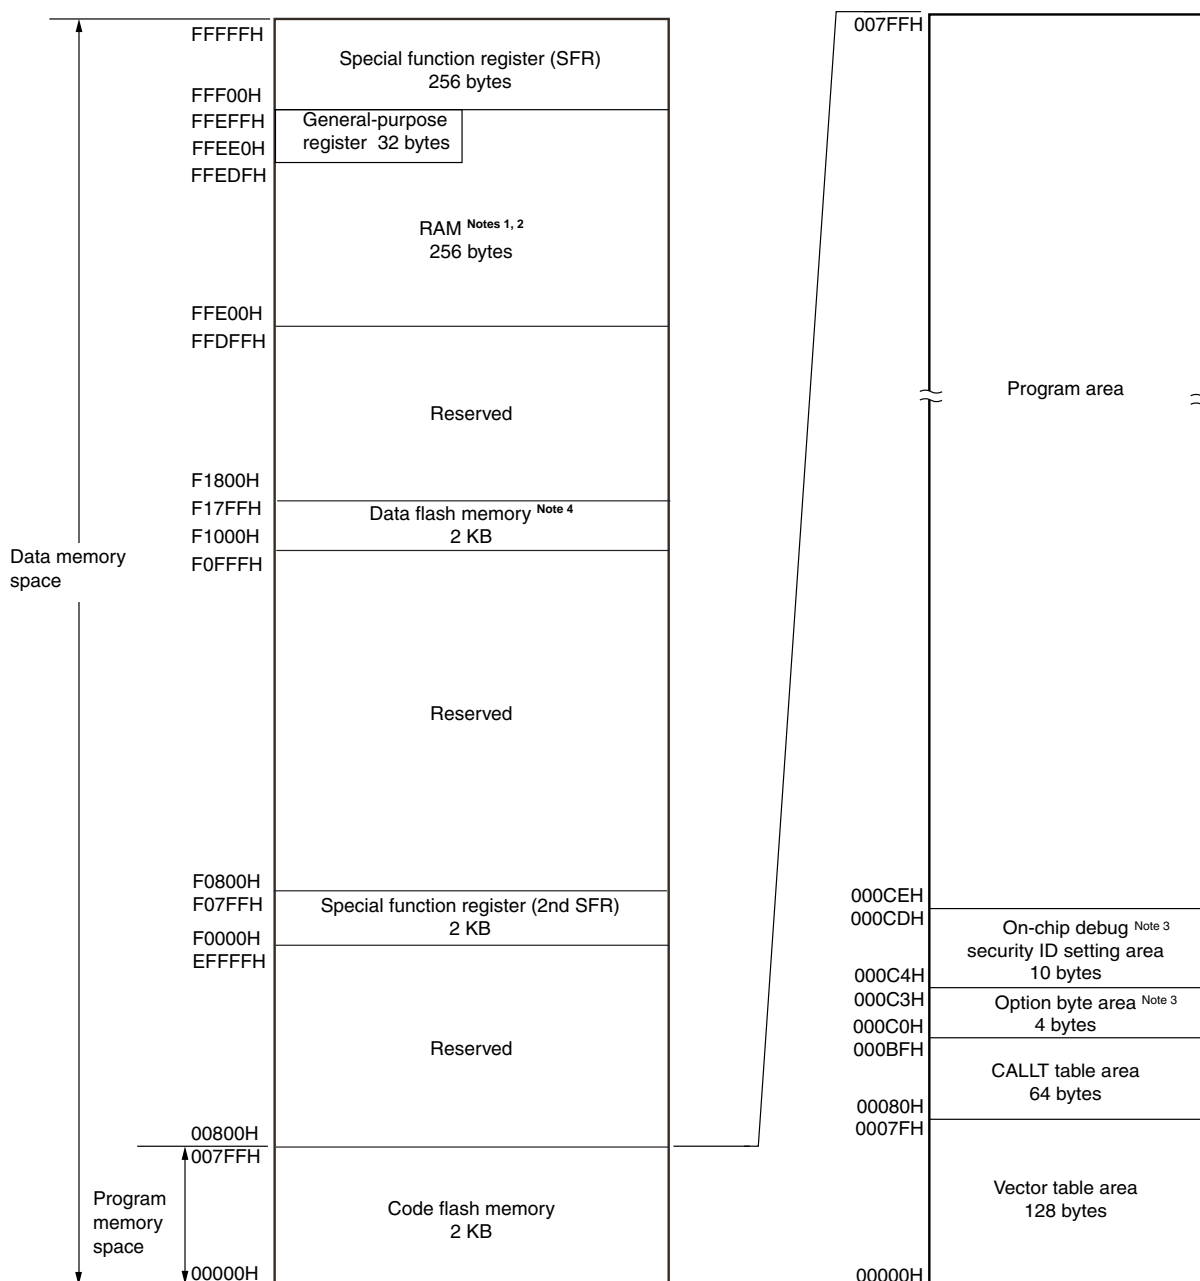 FFFFFH
Special function register (SFR)
256 bytes
FFF00H
FFEFFH
General-purpose
register 32 bytes
FFEE0H
FFEDFH
RAM Notes 1, 2
256 bytes
FFE00H
FFDFFH
Reserved
F1800H
F17FFH
Data flash memory Note 4
2 KB
F1000H
F0FFFH
Data memory
space
Reserved
F0800H
F07FFH
Special function register (2nd SFR)
2 KB
F0000H
EFFFFH
Reserved
00800H
007FFH
Program
memory
space
Code flash memory
2 KB
00000H
007FFH
Program area
000CEH
000CDH
On-chip debug Note 3
security ID setting area
10 bytes
000C4H
000C3H
Option byte area Note 3
4 bytes
000C0H
000BFH
CALLT table area
64 bytes
00080H
0007FH
Vector table area
128 bytes
00000H